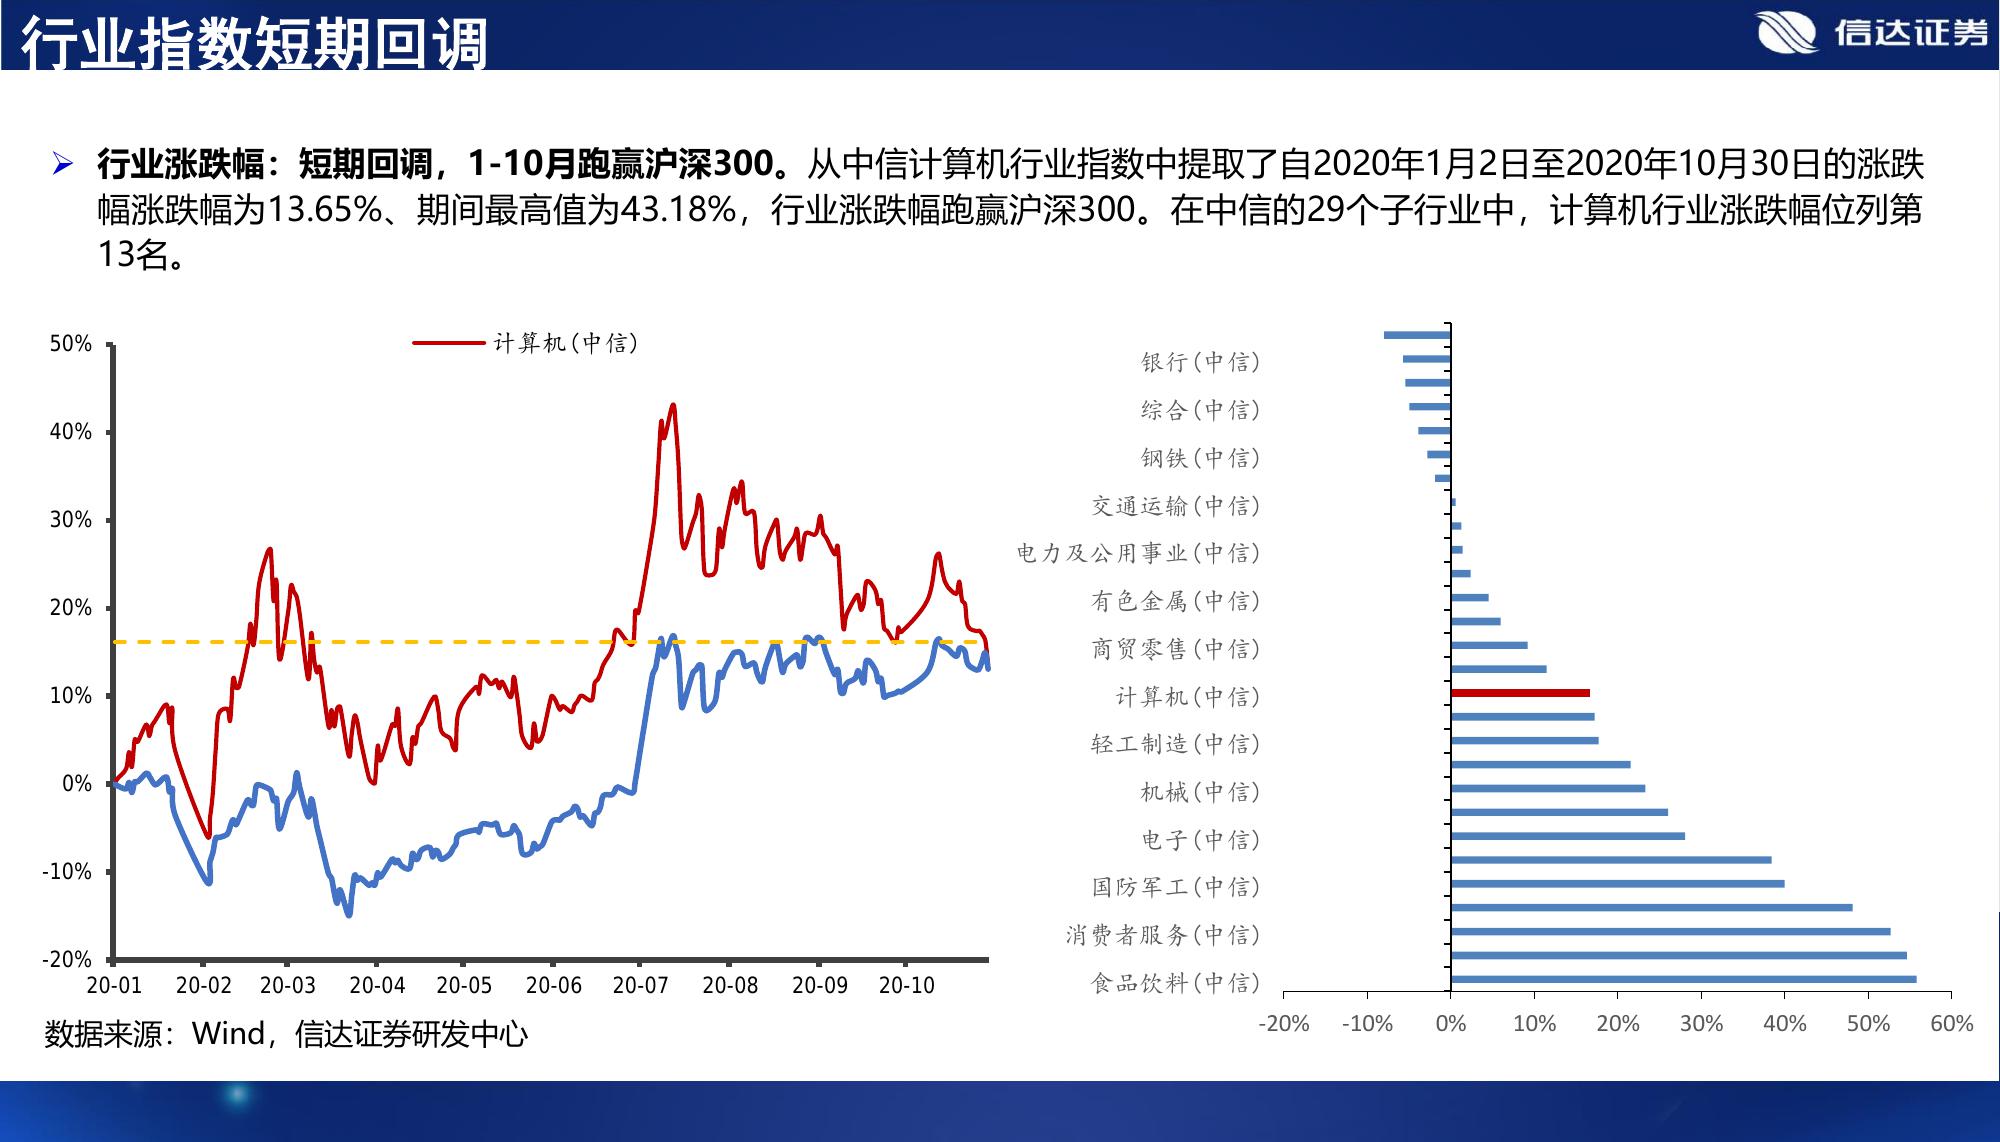 行业指数短期回调
信达证券
行业涨跌幅：短期回调，1-10月跑赢沪深300。从中信计算机行业指数中提取了自2020年1月2日至2020年10月30日的涨跌
幅涨跌幅为13.65%、期间最高值为43.18%，行业涨跌幅跑赢沪深300。在中信的29个子行业中，计算机行业涨跌幅位列第
13名。
计算机(中信)
50%
40%
30%
20%
10%
0%
-10%
-20%
20-01 20-02 20-03 20-04 20-05 20-06 20-07 20-08 20-09 20-10
银行(中信)
综合(中信)
钢铁(中信)
交通运输(中信)
电力及公用事业(中信)
有色金属(中信)
商贸零售(中信)
计算机(中信)
轻工制造(中信)
机械(中信)
电子(中信)
国防军工(中信)
消费者服务(中信)
食品饮料(中信)
-20% -10% 0% 10% 20% 30% 40% 50% 60%
数据来源：Wind，信达证券研发中心